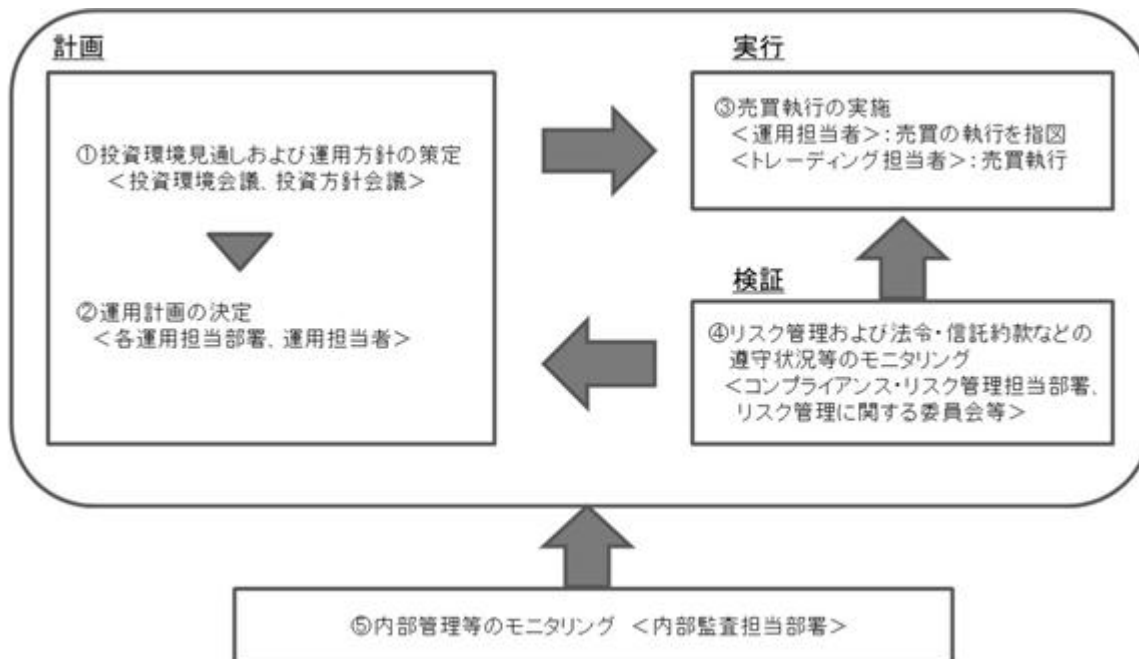 計画
①投資環境見通しおよび運用方針の策定
＜投資環境会議、投資方針会議＞
②運用計画の決定
＜各運用担当部署、運用担当者＞
実行
③売買執行の実施
＜運用担当者＞：売買の執行を指図
＜トレーディング担当者＞：売買執行
検証
④リスク管理および法令・信託約款などの
遵守状況等のモニタリング
＜コンプライアンス・リスク管理担当部署、
リスク管理に関する委員会等＞
⑤内部管理等のモニタリング ＜内部監査担当部署＞